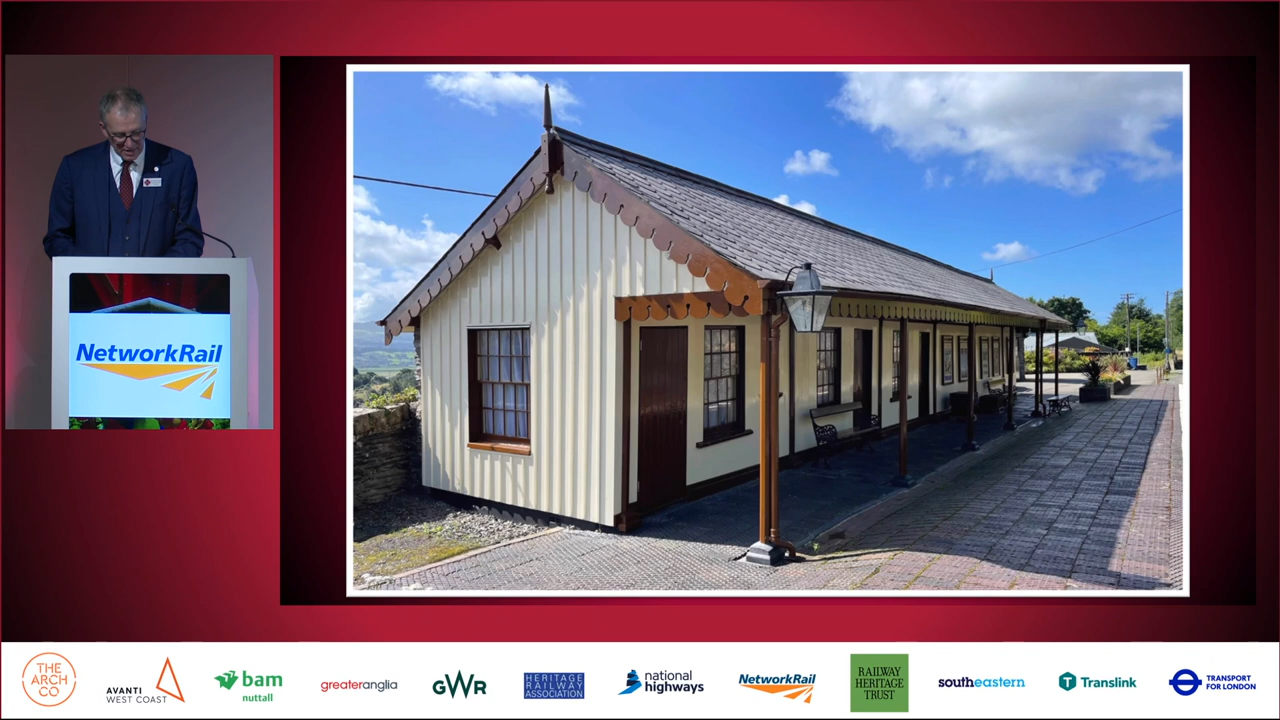 NetworkRail
THE
ARCH
CO
AVANTI
WEST COAST
bam
nuttall
greateranglia
GWR
HERITAGE
RAILWAY
ASSOCIATION
national
highways
NetworkRail
RAILWAY
HERITAGE
TRUST
southeastern
Translink
TRANSPORT
FOR LONDON